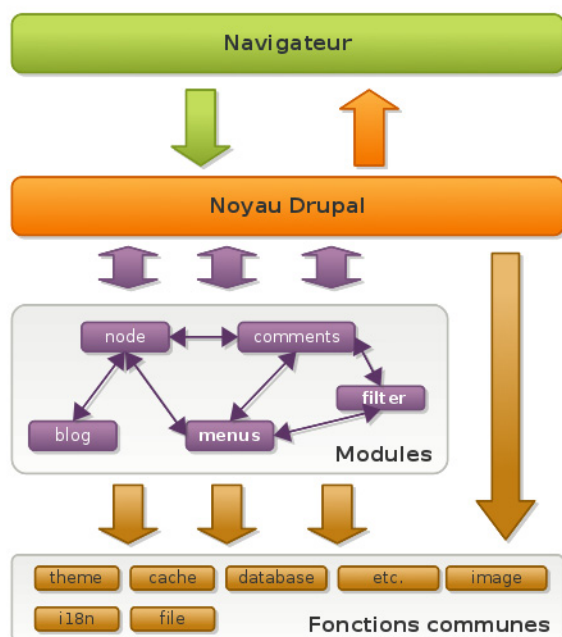 Navigateur
Noyau Drupal
node
comments
filter
blog
menus
Modules
theme
cache
database
etc.
image
i18n
file
Fonctions communes